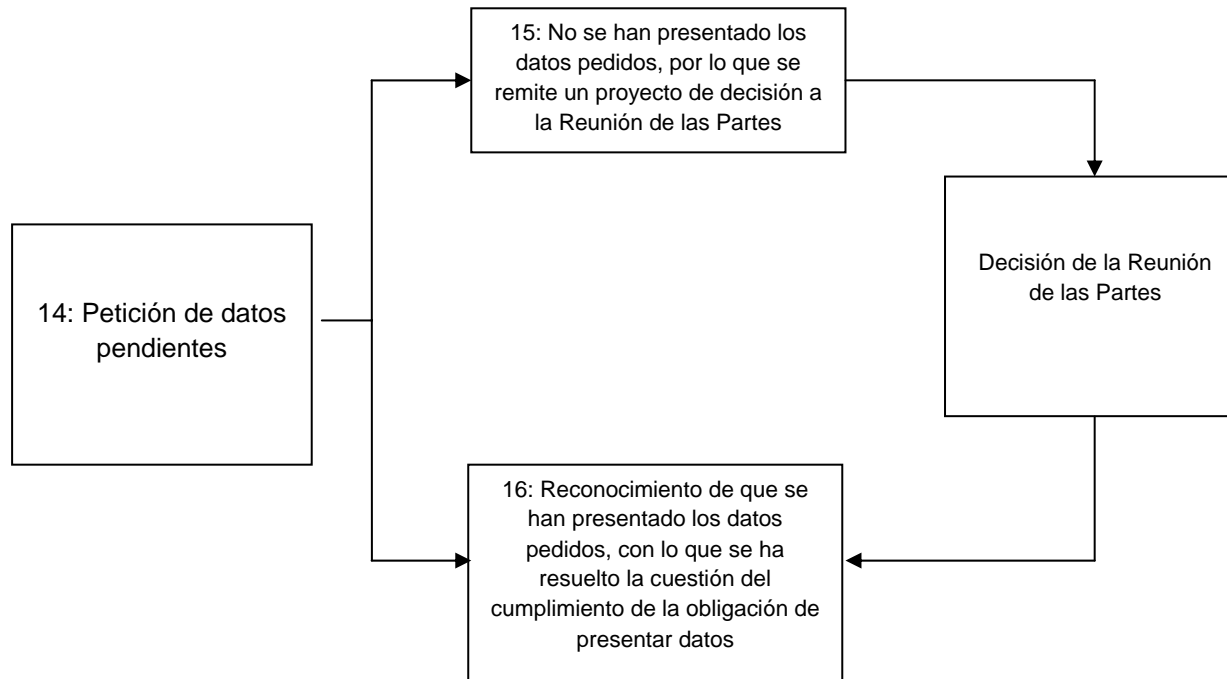 15: No se han presentado los
datos pedidos, por lo que se
remite un proyecto de decisión a
la Reunión de las Partes
Decisión de la Reunión
de las Partes
14: Petición de datos
pendientes
16: Reconocimiento de que se
han presentado los datos
pedidos, con lo que se ha
resuelto la cuestión del
cumplimiento de la obligación de
presentar datos